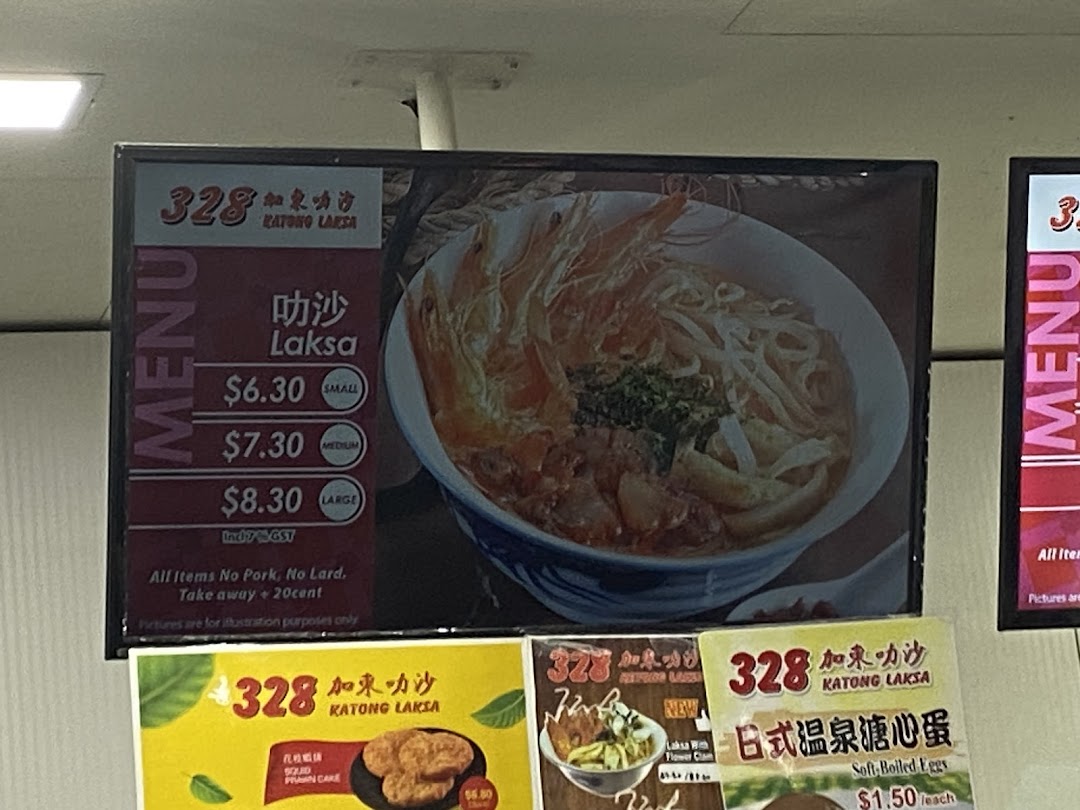 328 加東叻沙
KATONG LAKSA
MENU
叻沙
Laksa
$6.30 SMALL
$7.30 MEDIUM
$8.30 LARGE
Incl 7% GST
All Items No Pork, No Lard.
Take away + 20cent
Pictures are for illustration purposes only.
MENU
All Ite
Pictures are
328 加東叻沙
KATONG LAKSA
SQUID
PRAWN CAKE
328 加東叻沙
KATONG LAKSA
NEW
Laksa With
Flower Clam
328 加東叻沙
KATONG LAKSA
日式温泉溏心蛋
Soft-Boiled Eggs
$1.50 /each